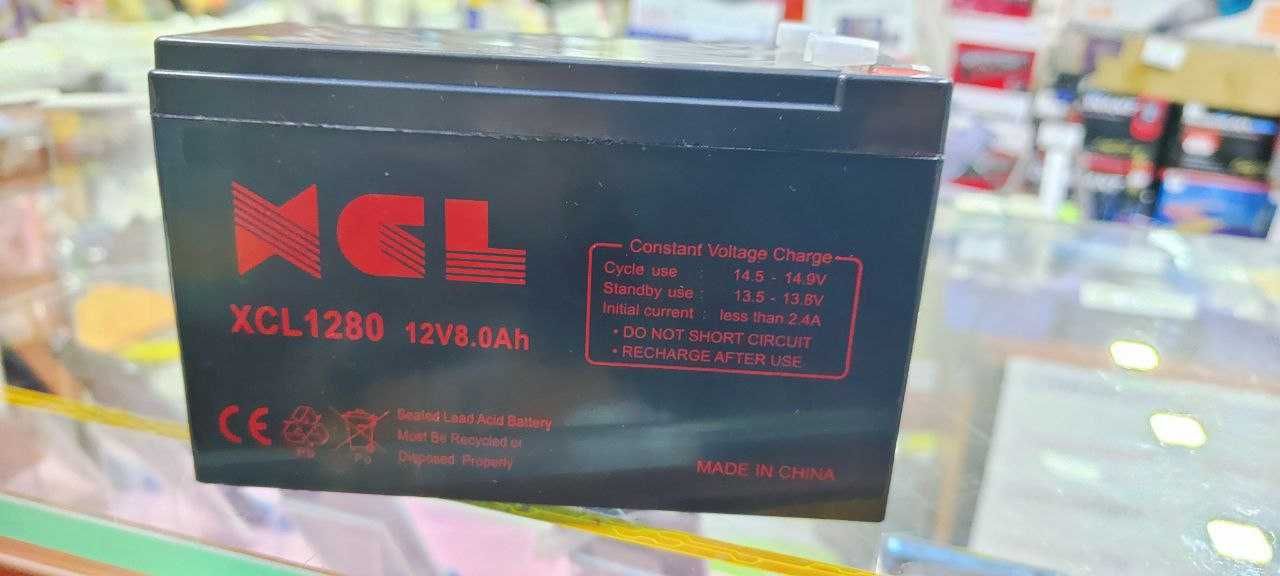 XCL
XCL1280 12V8.0Ah
Constant Voltage Charge
Cycle use : 14.5 - 14.9V
Standby use : 13.5 - 13.8V
Initial current : less than 2.4A
• DO NOT SHORT CIRCUIT
• RECHARGE AFTER USE
CE
Pb
Pb
Sealed Lead Acid Battery
Must Be Recycled or
Disposed Properly
MADE IN CHINA